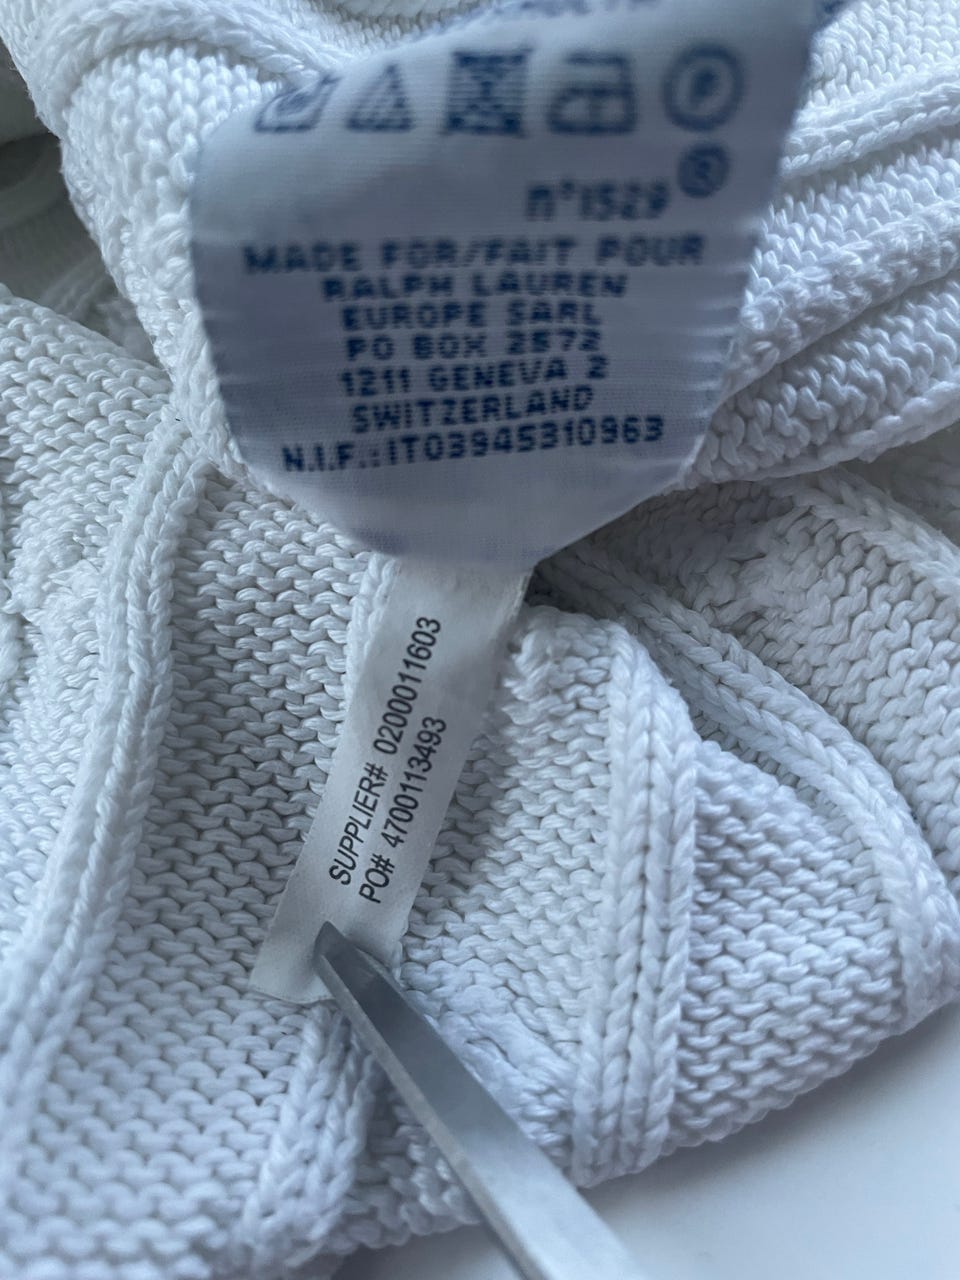 P
R
n°1529
MADE FOR/FAIT POUR
RALPH LAUREN
EUROPE SARL
PO BOX 2872
1211 GENEVA 2
SWITZERLAND
N.I.F.:IT03945310963
SUPPLIER# 0200011603
PO# 4700113493